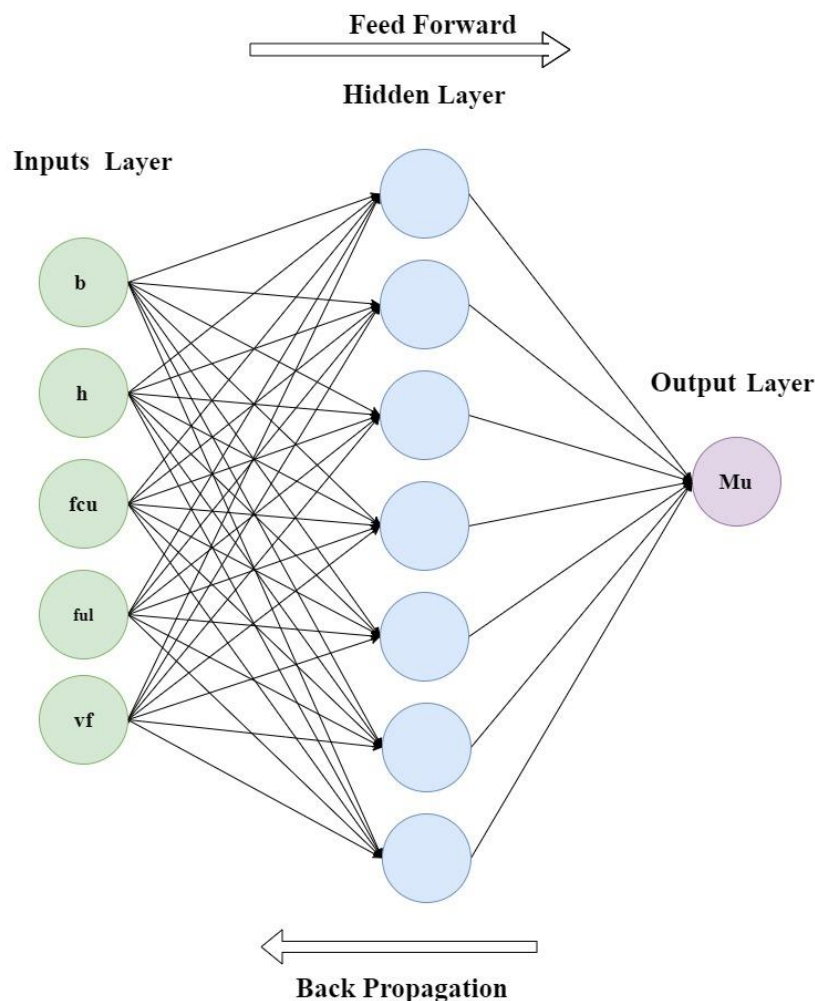 Feed Forward
Hidden Layer
Inputs Layer
b
h
fcu
ful
vf
Output Layer
Mu
Back Propagation